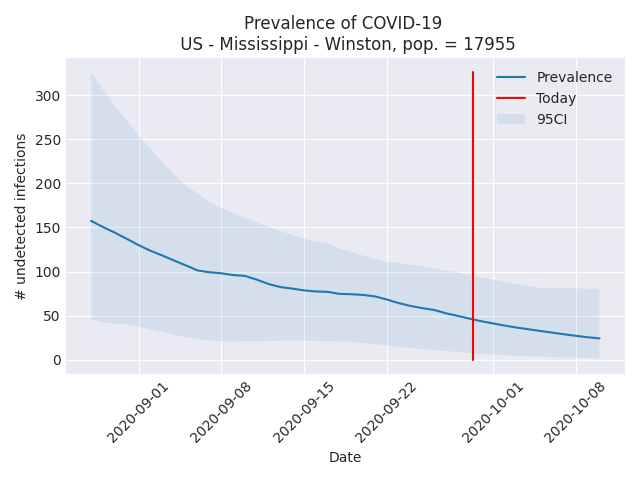 Prevalence of COVID-19
US - Mississippi - Winston, pop. = 17955
Prevalence
Today
95CI
300
250
200
150
100
50
0
# undetected infections
2020-09-01
2020-09-08
2020-09-15
2020-09-22
2020-10-01
2020-10-08
Date